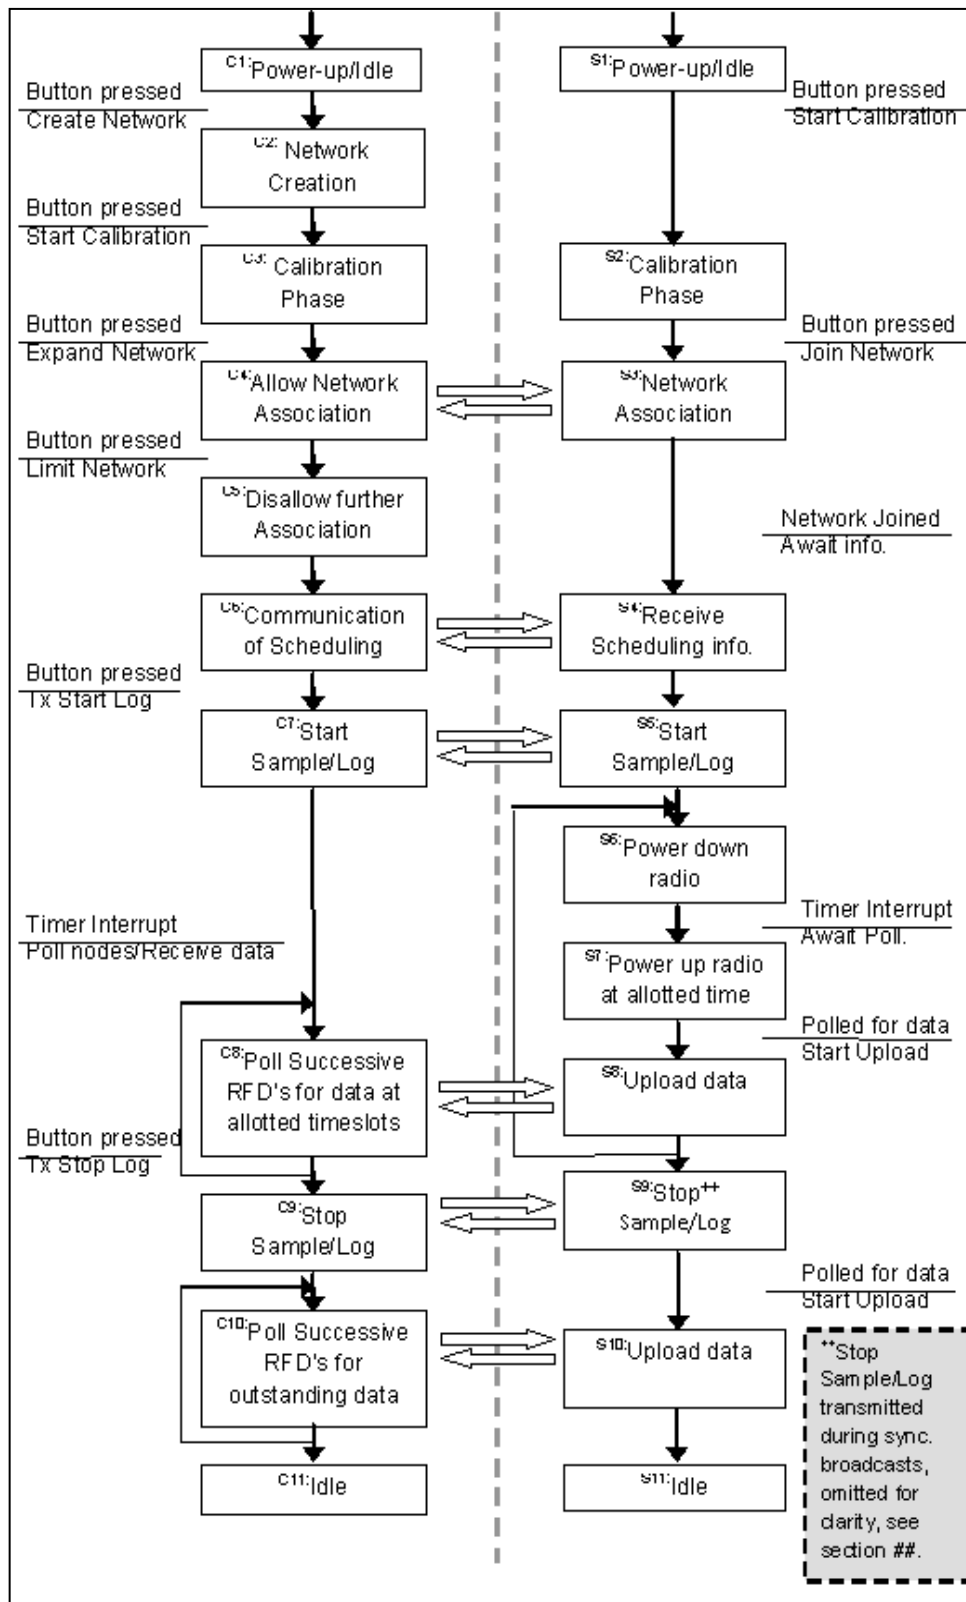 C1:Power-up/Idle
S1:Power-up/Idle
Button pressed
Create Network
Button pressed
Start Calibration
C2: Network
Creation
Button pressed
Start Calibration
C3: Calibration
Phase
S2:Calibration
Phase
Button pressed
Expand Network
Button pressed
Join Network
C4:Allow Network
Association
S3:Network
Association
Button pressed
Limit Network
C5:Disallow further
Association
Network Joined
Await info.
C6:Communication
of Scheduling
S4:Receive
Scheduling info.
Button pressed
Tx Start Log
C7:Start
Sample/Log
S5:Start
Sample/Log
S6:Power down
radio
Timer Interrupt
Poll nodes/Receive data
Timer Interrupt
Await Poll.
S7:Power up radio
at allotted time
Polled for data
Start Upload
C8:Poll Successive
RFD's for data at
allotted timeslots
S8:Upload data
Button pressed
Tx Stop Log
C9:Stop
Sample/Log
S9:Stop++
Sample/Log
Polled for data
Start Upload
C10:Poll Successive
RFD's for
outstanding data
S10:Upload data
++Stop
Sample/Log
transmitted
during sync.
broadcasts,
omitted for
clarity, see
section ##.
C11:Idle
S11:Idle